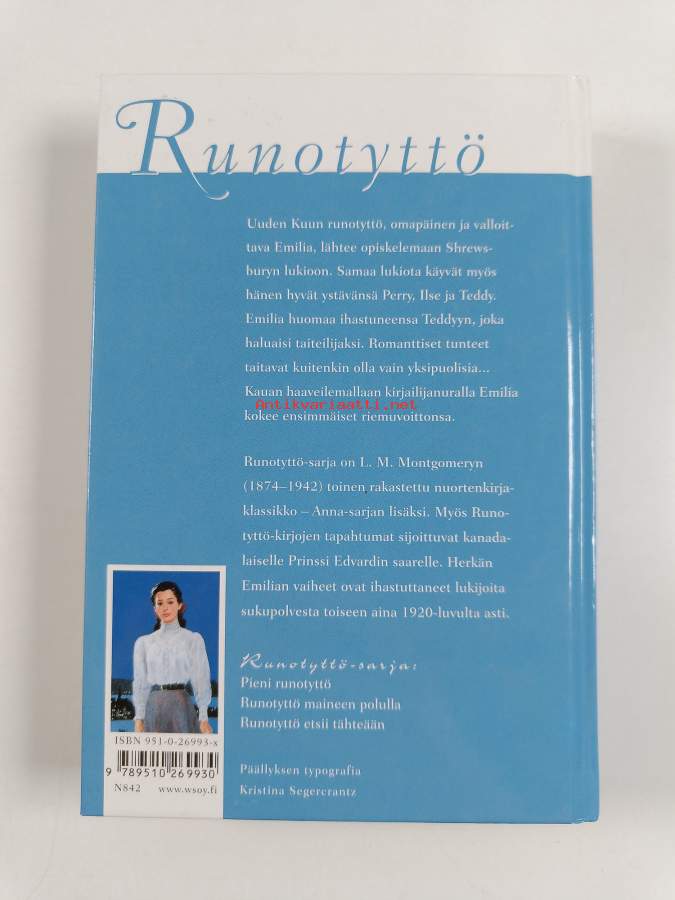 Runotyttö
Uuden Kuun runotyttö, omapäinen ja valloit-
tava Emilia, lähtee opiskelemaan Shrews-
buryn lukioon. Samaa lukiota käyvät myös
hänen hyvät ystävänsä Perry, Ilse ja Teddy.
Emilia huomaa ihastuneensa Teddyyn, joka
haluaisi taiteilijaksi. Romanttiset tunteet
taitavat kuitenkin olla vain yksipuolisia...
Kauan haaveilemallaan kirjailijanuralla Emilia
Antikvariaatti.net
kokee ensimmäiset riemuvoittonsa.
Runotyttö-sarja on L. M. Montgomeryn
(1874–1942) toinen rakastettu nuortenkirja-
klassikko – Anna-sarjan lisäksi. Myös Runo-
tyttö-kirjojen tapahtumat sijoittuvat kanada-
laiselle Prinssi Edvardin saarelle. Herkän
Emilian vaiheet ovat ihastuttaneet lukijoita
sukupolvesta toiseen aina 1920-luvulta asti.
Runotyttö-sarja:
Pieni runotyttö
Runotyttö maineen polulla
Runotyttö etsii tähteään
Päällyksen typografia
Kristina Segercrantz
ISBN 951-0-26993-x
9 789510 269930
N842 www.wsoy.fi